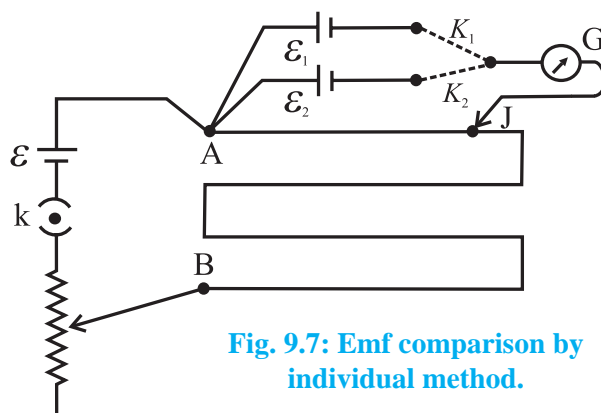 ε₁
K₁
G
ε₂
K₂
J
A
ε
k
B
Fig. 9.7: Emf comparison by
individual method.